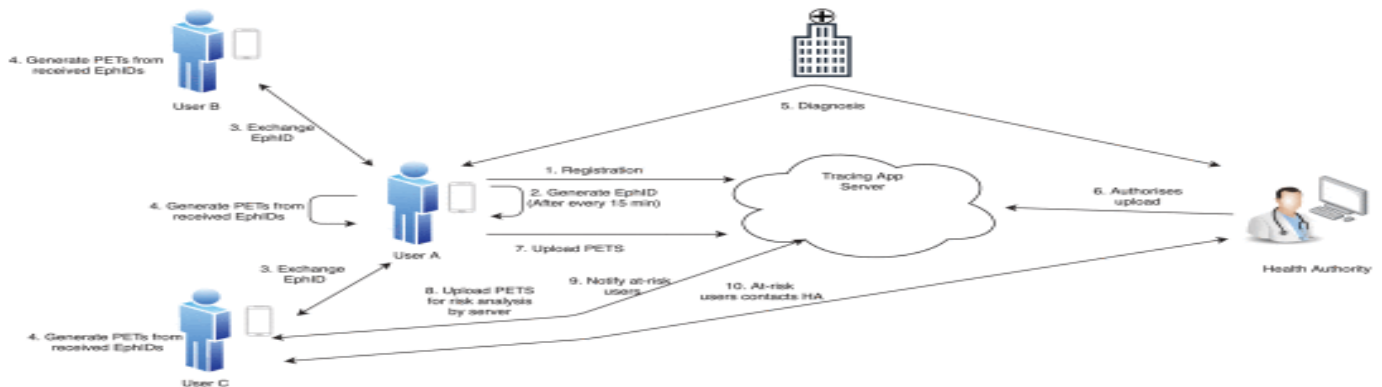 4. Generate PETs from
received EphIDs
User B
3. Exchange
EphID
5. Diagnosis
1. Registration
2. Generate EphID
(After every 15 min)
Tracing App
Server
6. Authorises
upload
4. Generate PETs from
received EphIDs
User A
7. Upload PETS
Health Authority
3. Exchange
EphID
8. Upload PETS
for risk analysis
by server
9. Notify at-risk
users
10. At-risk
users contacts HA
4. Generate PETs from
received EphIDs
User C